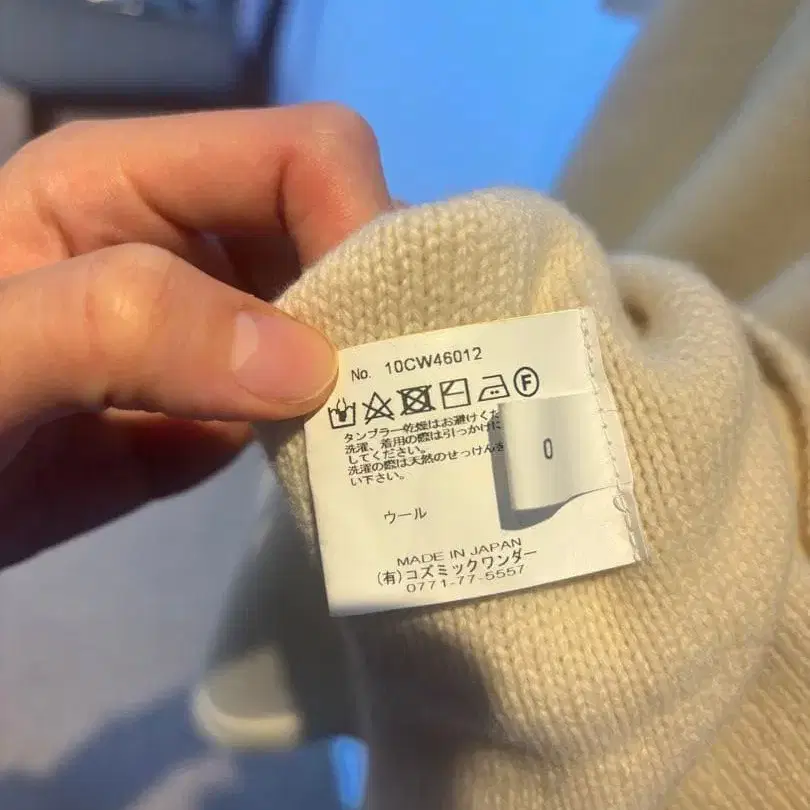 No. 10CW46012
F
タンブラー乾燥はお避けくだ
洗濯、着用の際は引っかけに
してください。
洗濯の際は天然のせっけんを
い下さい。
0
ウール
MADE IN JAPAN
(有)コズミックワンダー
0771-77-5557